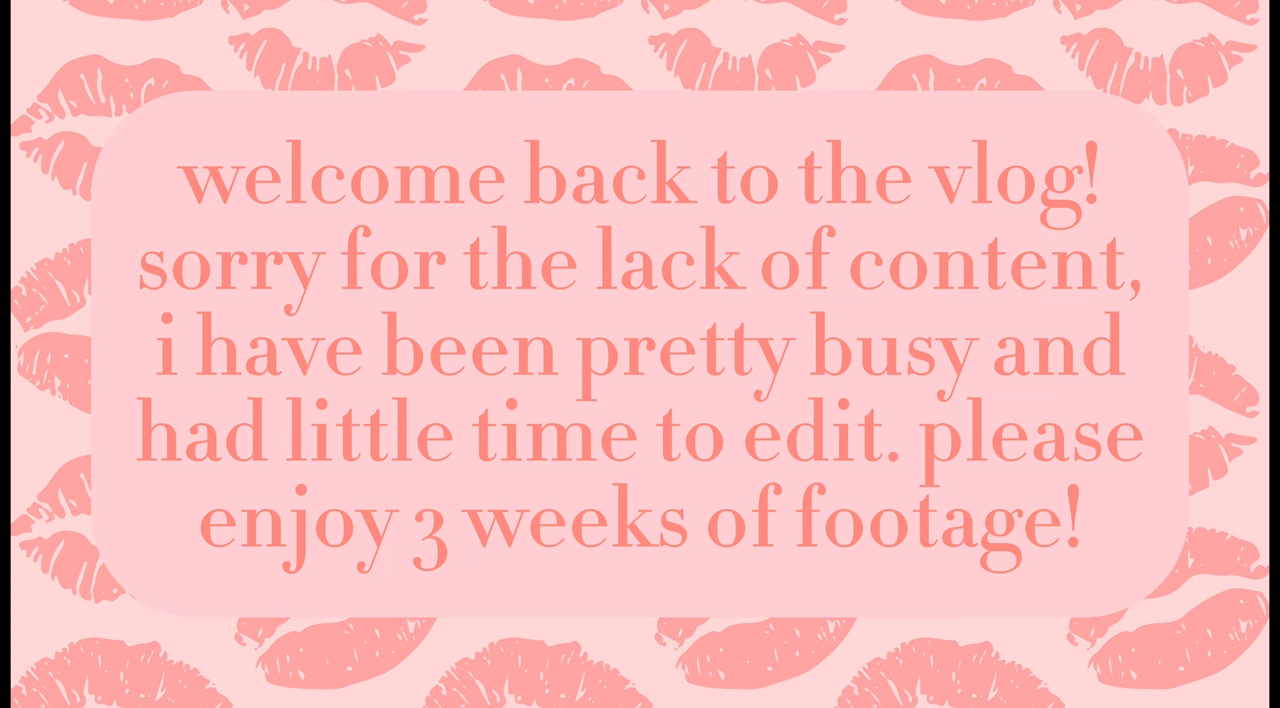 welcome back to the vlog!
sorry for the lack of content,
i have been pretty busy and
had little time to edit. please
enjoy 3 weeks of footage!